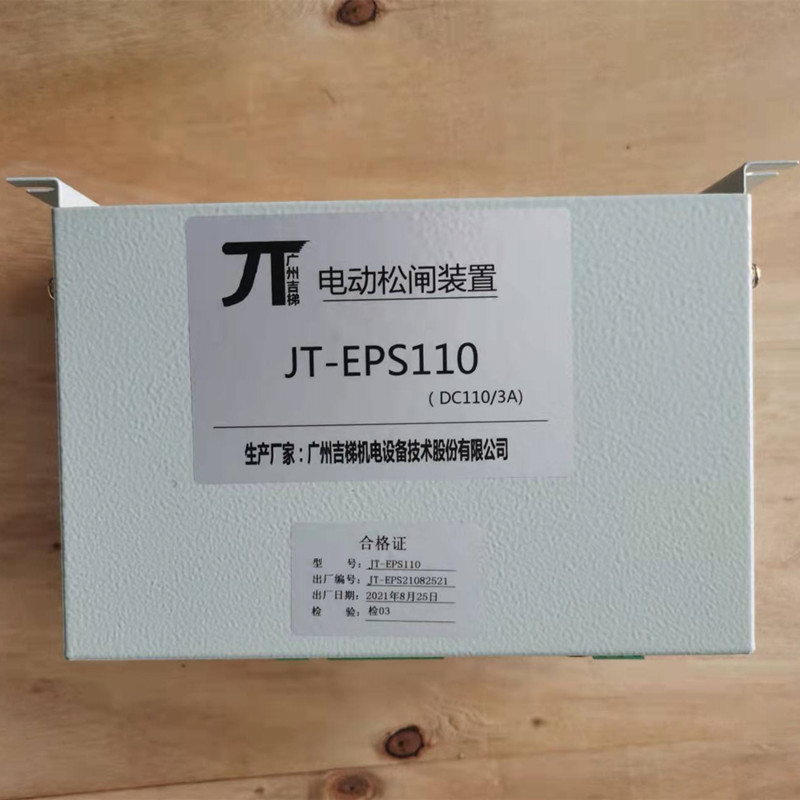 JT
广州吉梯
电动松闸装置
JT-EPS110
(DC110/3A)
生产厂家：广州吉梯机电设备技术股份有限公司
合格证
型 号：JT-EPS110
出厂编号：JT-EPS21082521
出厂日期：2021年8月25日
检 验：检03